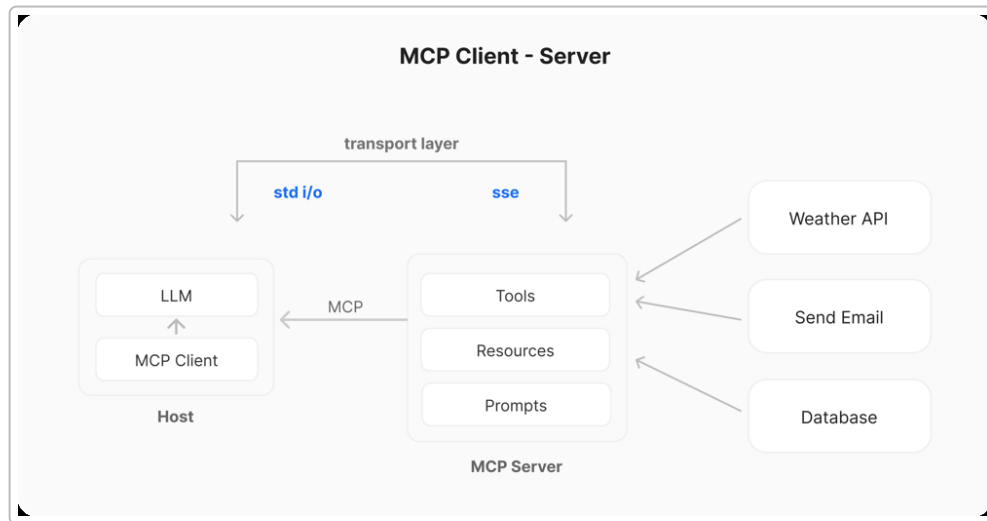 MCP Client - Server
transport layer
std i/o
sse
LLM
MCP Client
Host
MCP
Tools
Resources
Prompts
MCP Server
Weather API
Send Email
Database